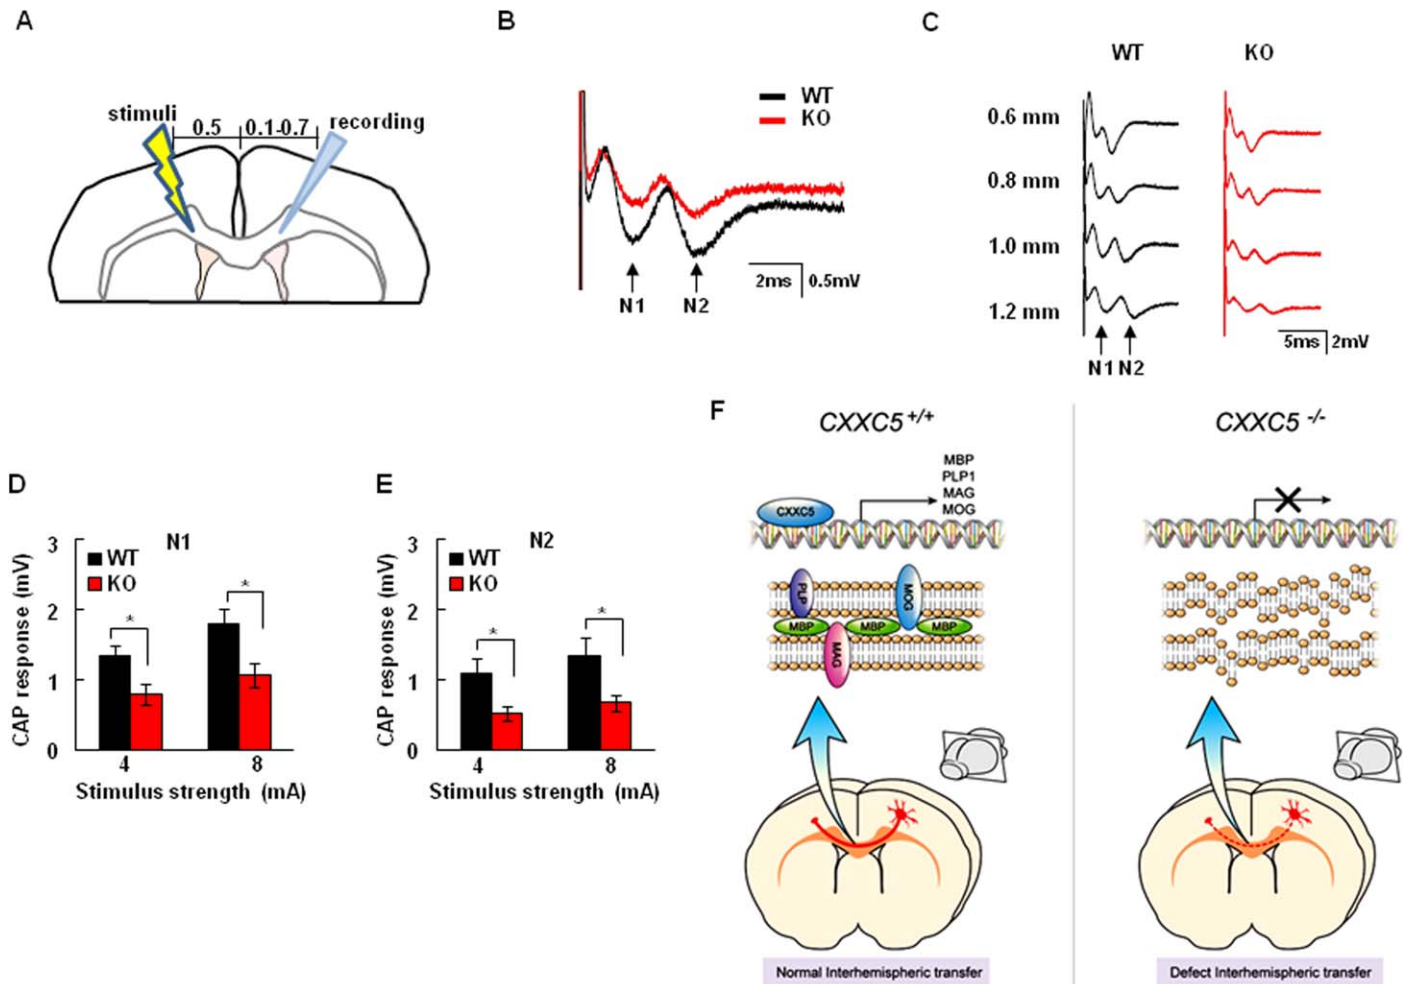 A
stimuli
0.5
0.1-0.7
recording
B
WT
KO
N1
N2
2ms
0.5mV
C
WT
KO
0.6 mm
0.8 mm
1.0 mm
1.2 mm
N1 N2
5ms
2mV
D
N1
WT
KO
CAP response (mV)
3
2
1
0
4
8
*
*
Stimulus strength (mA)
E
N2
WT
KO
CAP response (mV)
3
2
1
0
4
8
*
*
Stimulus strength (mA)
F
CXXC5 +/+
MBP
PLP1
MAG
MOG
CXXC5
PLP
MOG
MBP
MBP
MBP
MAG
Normal Interhemispheric transfer
CXXC5 -/-
Defect Interhemispheric transfer